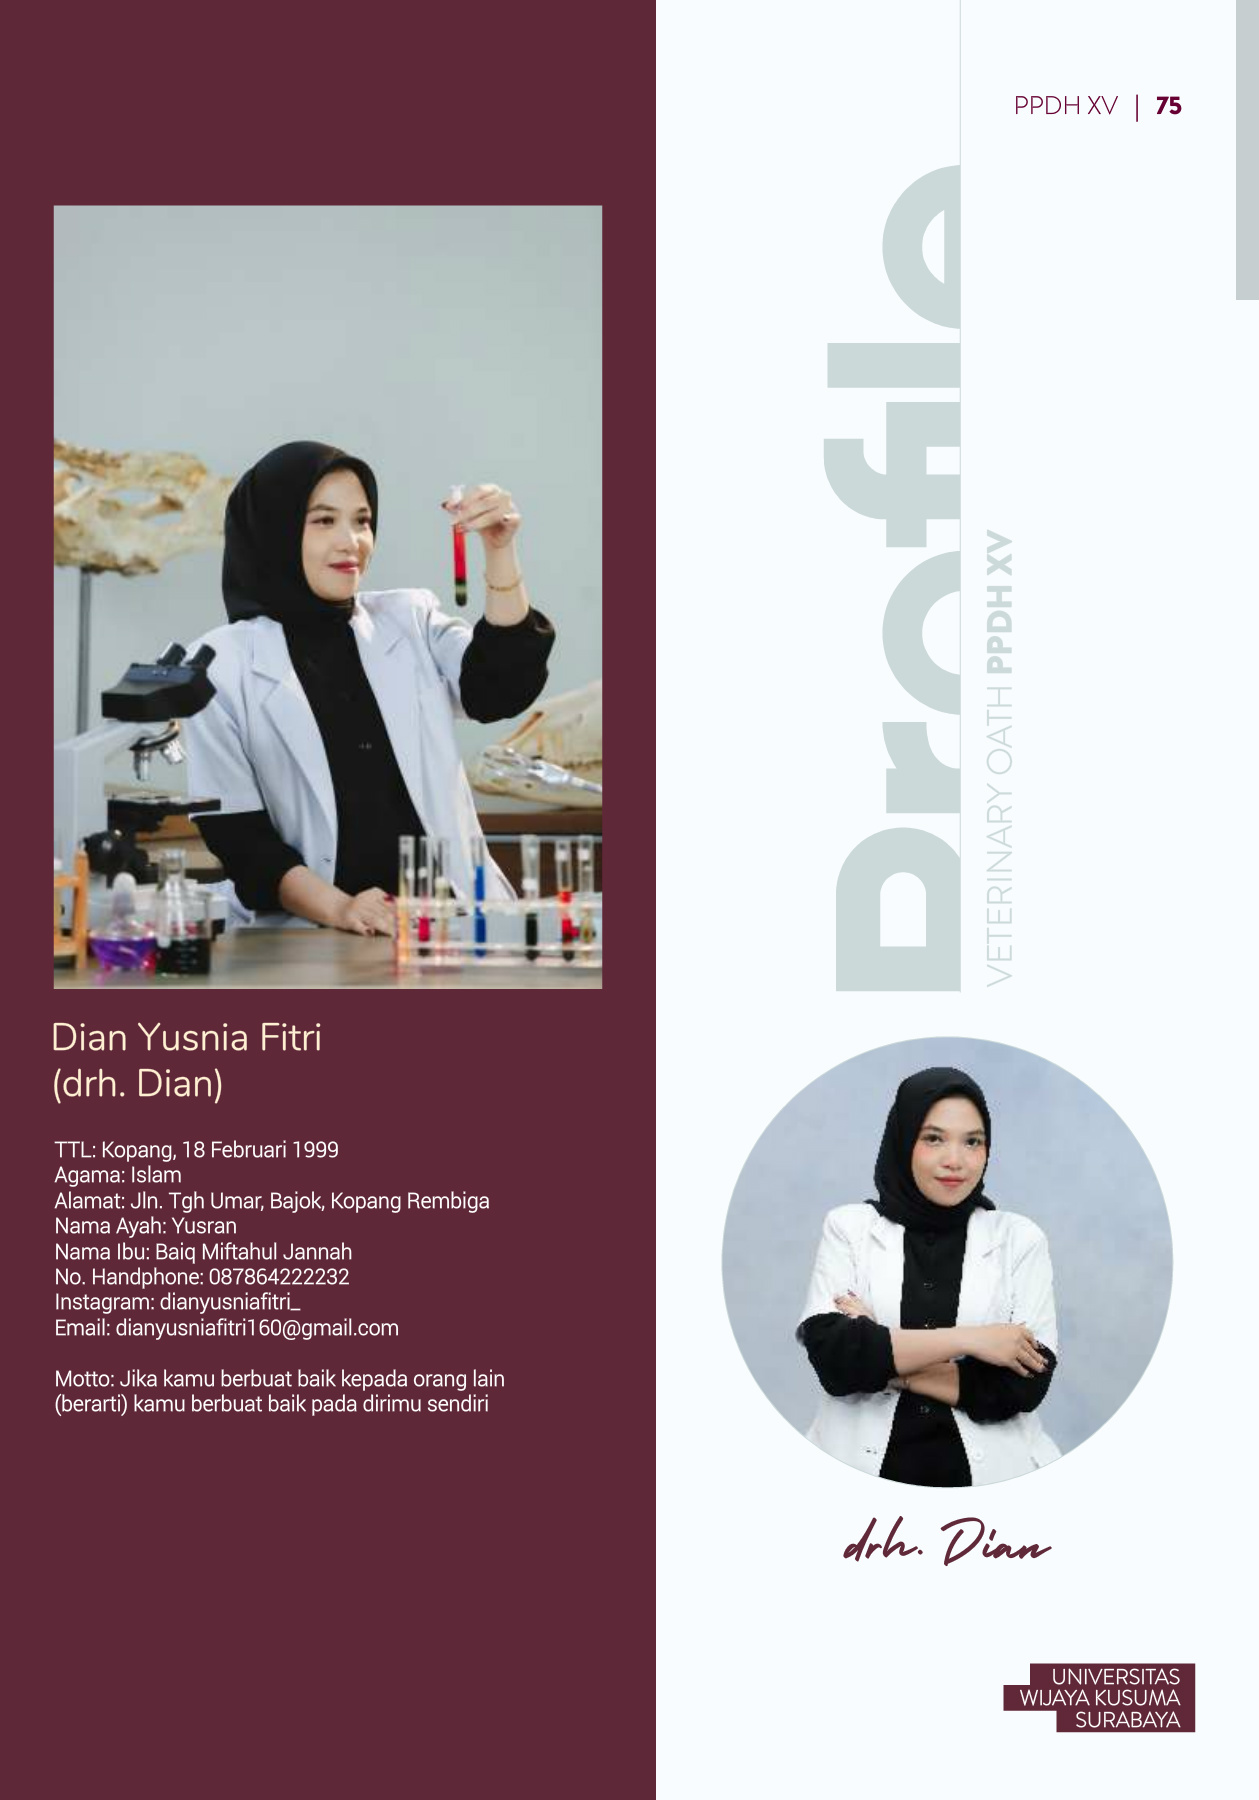 PPDH XV | 75
Profile
VETERINARY OATH PPDH XV
Dian Yusnia Fitri
(drh. Dian)
TTL: Kopang, 18 Februari 1999
Agama: Islam
Alamat: Jln. Tgh Umar, Bajok, Kopang Rembiga
Nama Ayah: Yusran
Nama Ibu: Baiq Miftahul Jannah
No. Handphone: 087864222232
Instagram: dianyusniafitri_
Email: dianyusniafitri160@gmail.com
Motto: Jika kamu berbuat baik kepada orang lain
(berarti) kamu berbuat baik pada dirimu sendiri
drh. Dian
UNIVERSITAS
WIJAYA KUSUMA
SURABAYA